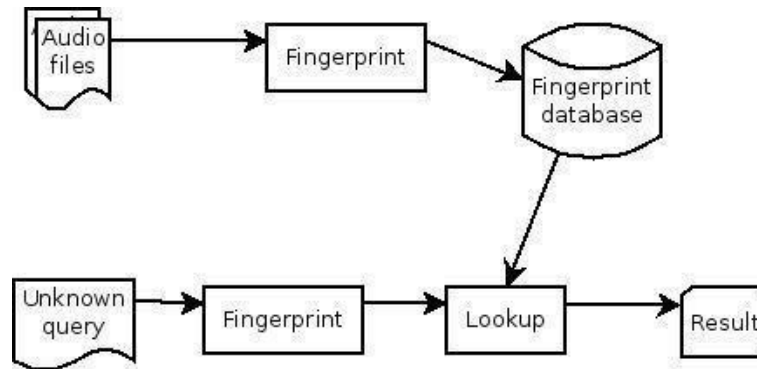 Audio
files
Fingerprint
Fingerprint
database
Unknown
query
Fingerprint
Lookup
Result